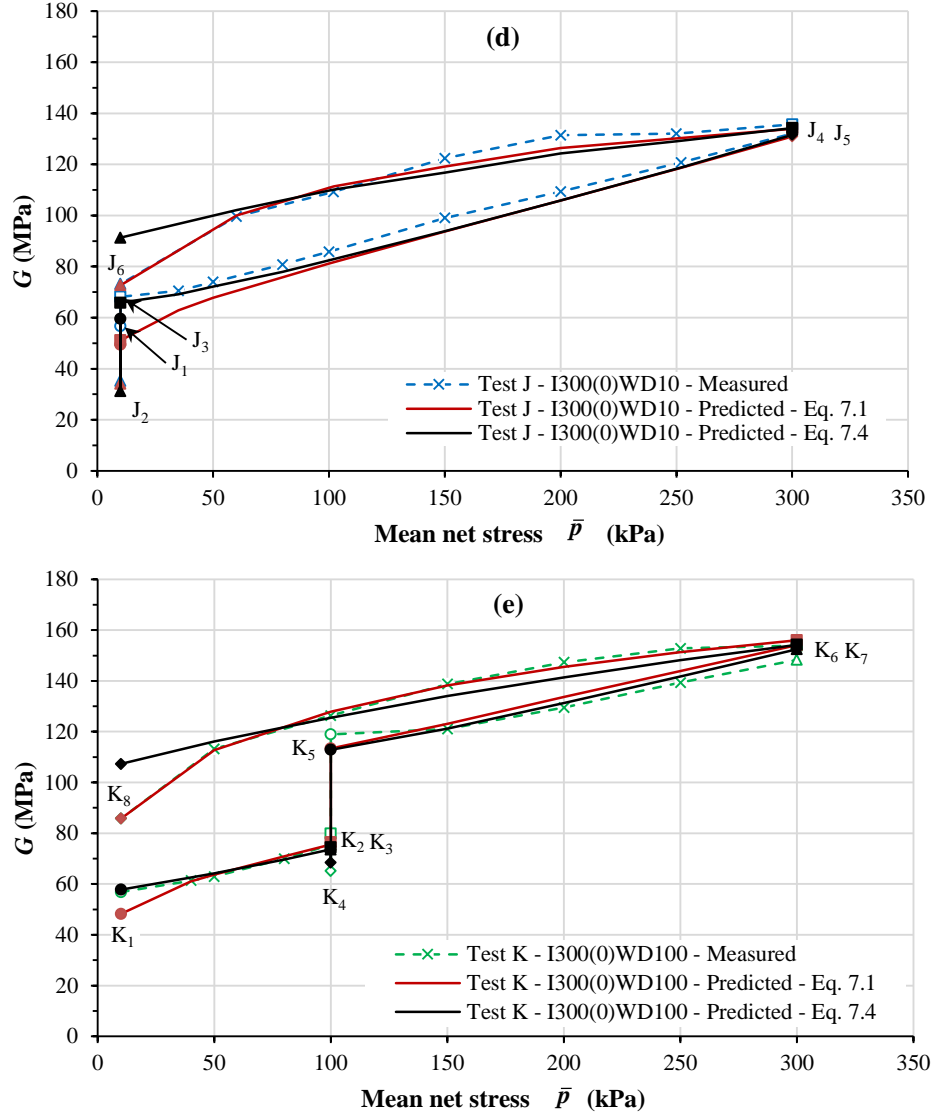 (d)
180
160
140
120
100
80
60
40
20
0
G (MPa)
J4 J5
J6
J3
J1
J2
Test J - I300(0)WD10 - Measured
Test J - I300(0)WD10 - Predicted - Eq. 7.1
Test J - I300(0)WD10 - Predicted - Eq. 7.4
0 50 100 150 200 250 300 350
Mean net stress p̄ (kPa)
(e)
180
160
140
120
100
80
60
40
20
0
G (MPa)
K6 K7
K5
K8
K2 K3
K4
K1
Test K - I300(0)WD100 - Measured
Test K - I300(0)WD100 - Predicted - Eq. 7.1
Test K - I300(0)WD100 - Predicted - Eq. 7.4
0 50 100 150 200 250 300 350
Mean net stress p̄ (kPa)